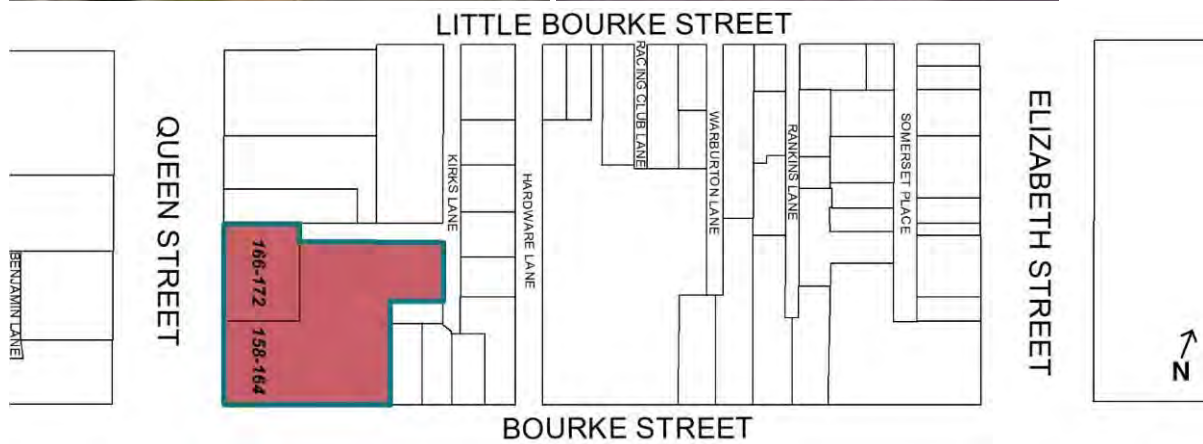 LITTLE BOURKE STREET
QUEEN STREET
BENJAMIN LANE
166-172
158-164
KIRKS LANE
HARDWARE LANE
RACING CLUB LANE
WARBURTON LANE
RANKINS LANE
SOMERSET PLACE
ELIZABETH STREET
N
BOURKE STREET